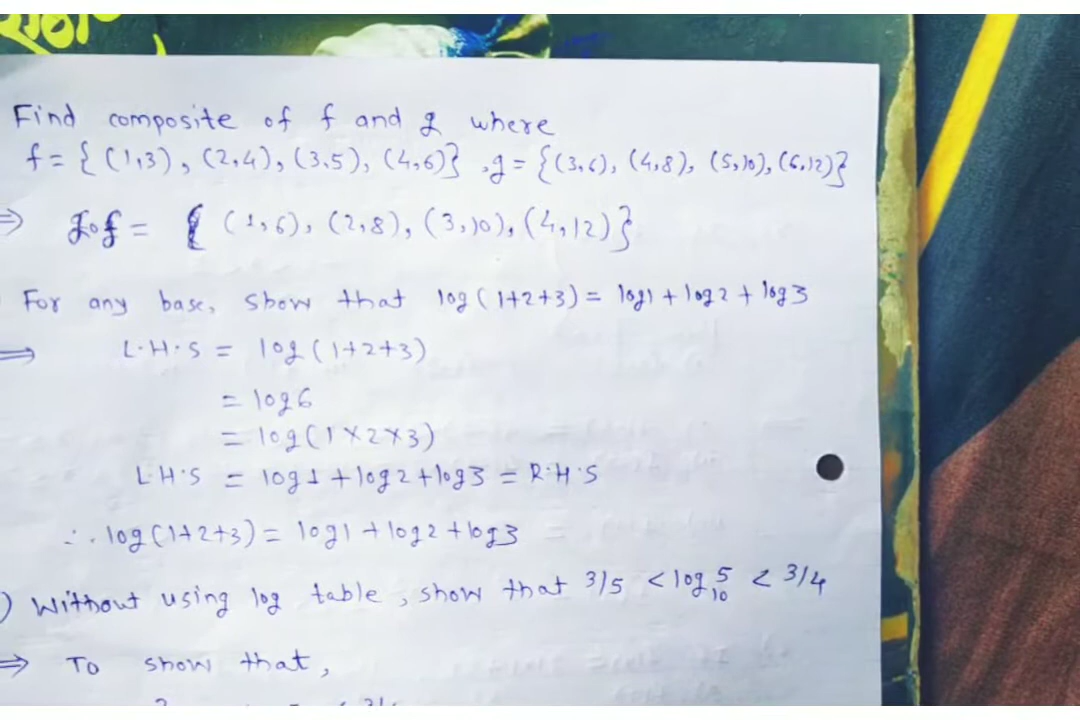 Find composite of f and g where
f = { (1,3), (2,4), (3,5), (4,6)} , g = {(3,6), (4,8), (5,10), (6,12)}
⇒ gof = { (1,6), (2,8), (3,10), (4,12)}
For any base, show that log(1+2+3) = log1 + log2 + log3
⇒ L.H.S = log(1+2+3)
= log6
= log(1×2×3)
L.H.S = log1 + log2 + log3 = R.H.S
∴ log(1+2+3) = log1 + log2 + log3
) Without using log table, show that 3/5 < log₁₀5 < 3/4
⇒ To show that,